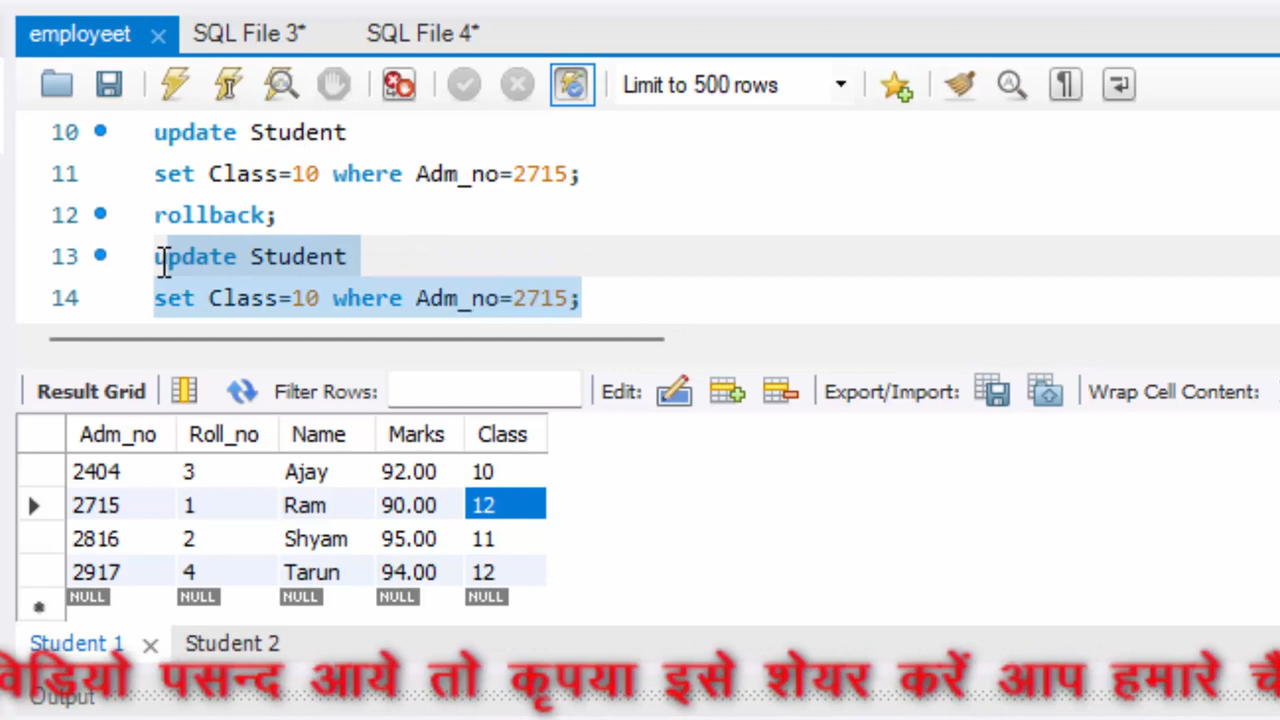 employeet SQL File 3* SQL File 4*
Limit to 500 rows
10 update Student
11 set Class=10 where Adm_no=2715;
12 rollback;
13 update Student
14 set Class=10 where Adm_no=2715;
Result Grid Filter Rows: Edit: Export/Import: Wrap Cell Content:
Adm_no Roll_no Name Marks Class
2404 3 Ajay 92.00 10
2715 1 Ram 90.00 12
2816 2 Shyam 95.00 11
2917 4 Tarun 94.00 12
NULL NULL NULL NULL NULL
Student 1 Student 2
विडियो पसन्द आये तो कृपया इसे शेयर करें आप हमारे
Output